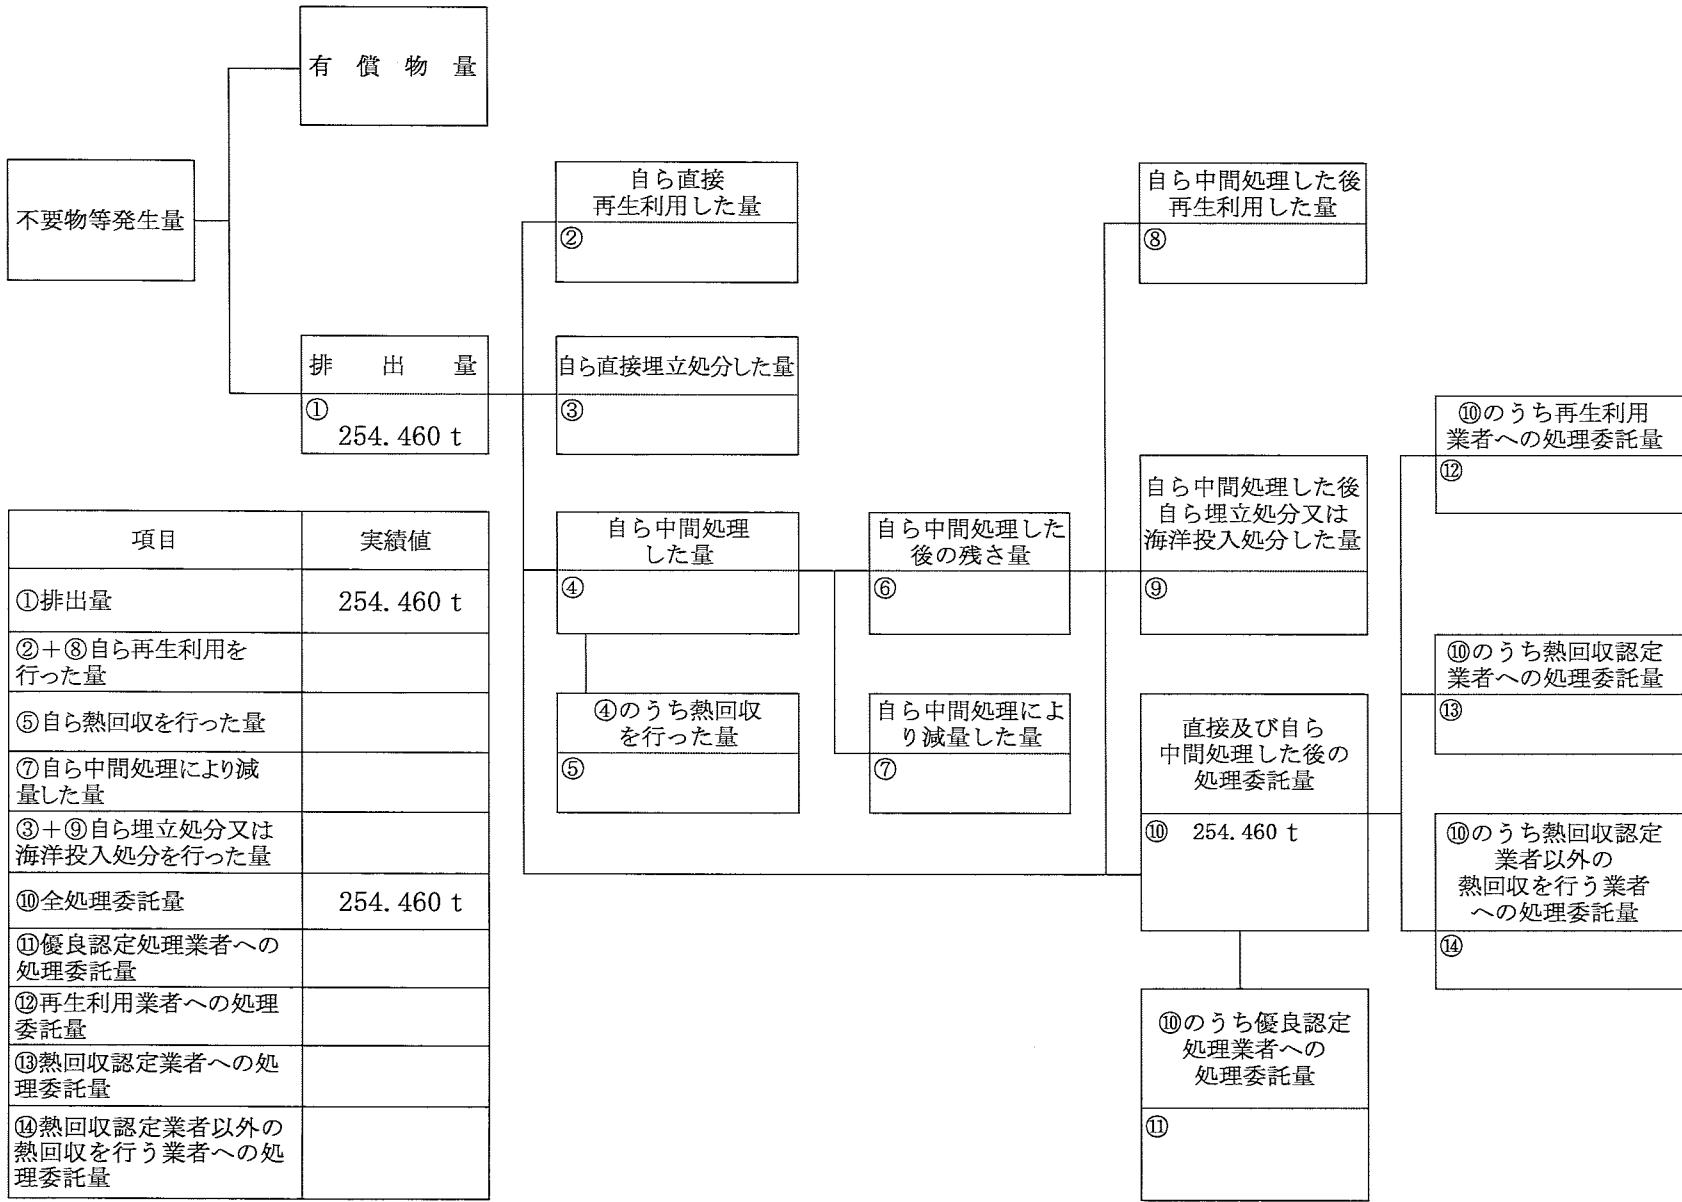 有償物量
不要物等発生量
排出量
①
254.460 t
自ら直接
再生利用した量
②
自ら直接埋立処分した量
③
自ら中間処理
した量
④
④のうち熱回収
を行った量
⑤
自ら中間処理した
後の残さ量
⑥
自ら中間処理によ
り減量した量
⑦
自ら中間処理した後
再生利用した量
⑧
自ら中間処理した後
自ら埋立処分又は
海洋投入処分した量
⑨
直接及び自ら
中間処理した後の
処理委託量
⑩ 254.460 t
⑩のうち優良認定
処理業者への
処理委託量
⑪
⑩のうち再生利用
業者への処理委託量
⑫
⑩のうち熱回収認定
業者への処理委託量
⑬
⑩のうち熱回収認定
業者以外の
熱回収を行う業者
への処理委託量
⑭
項目 実績値
①排出量 254.460 t
②+⑧自ら再生利用を
行った量
⑤自ら熱回収を行った量
⑦自ら中間処理により減
量した量
③+⑨自ら埋立処分又は
海洋投入処分を行った量
⑩全処理委託量 254.460 t
⑪優良認定処理業者への
処理委託量
⑫再生利用業者への処理
委託量
⑬熱回収認定業者への処
理委託量
⑭熱回収認定業者以外の
熱回収を行う業者への処
理委託量